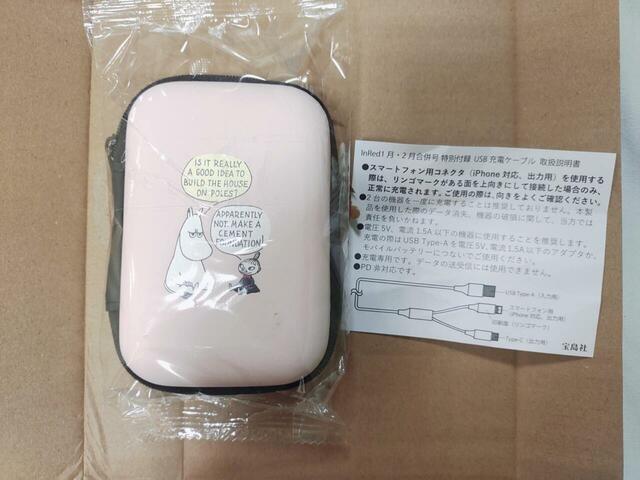 IS IT REALLY
A GOOD IDEA TO
BUILD THE HOUSE
ON POLES?
APPARENTLY
NOT. MAKE A
CEMENT
FOUNDATION!
InRed1月・2月合併号 特別付録 USB充電ケーブル 取扱説明書
●スマートフォン用コネクタ（iPhone対応、出力用）を使用する
際は、リンゴマークがある面を上向きにして接続した場合のみ、
正常に充電されます。ご使用の際は、向きをよくご確認ください。
●2台の機器を一度に充電することは推奨しておりません。本製
品を使用した際のデータ消失、機器の破損に関して、当方では
責任を負いかねます。
●電圧5V、電流1.5A以下の機器に使用することを推奨します。
充電の際はUSB Type-Aを電圧5V、電流1.5A以下のアダプタか、
モバイルバッテリーにつないでご使用ください。
●充電専用です。データの送受信には使用できません。
●PD非対応です。
USB Type-A（入力用）
スマートフォン用
（iPhone対応、出力用）
印刷面（リンゴマーク）
Type-C（出力用）
宝島社